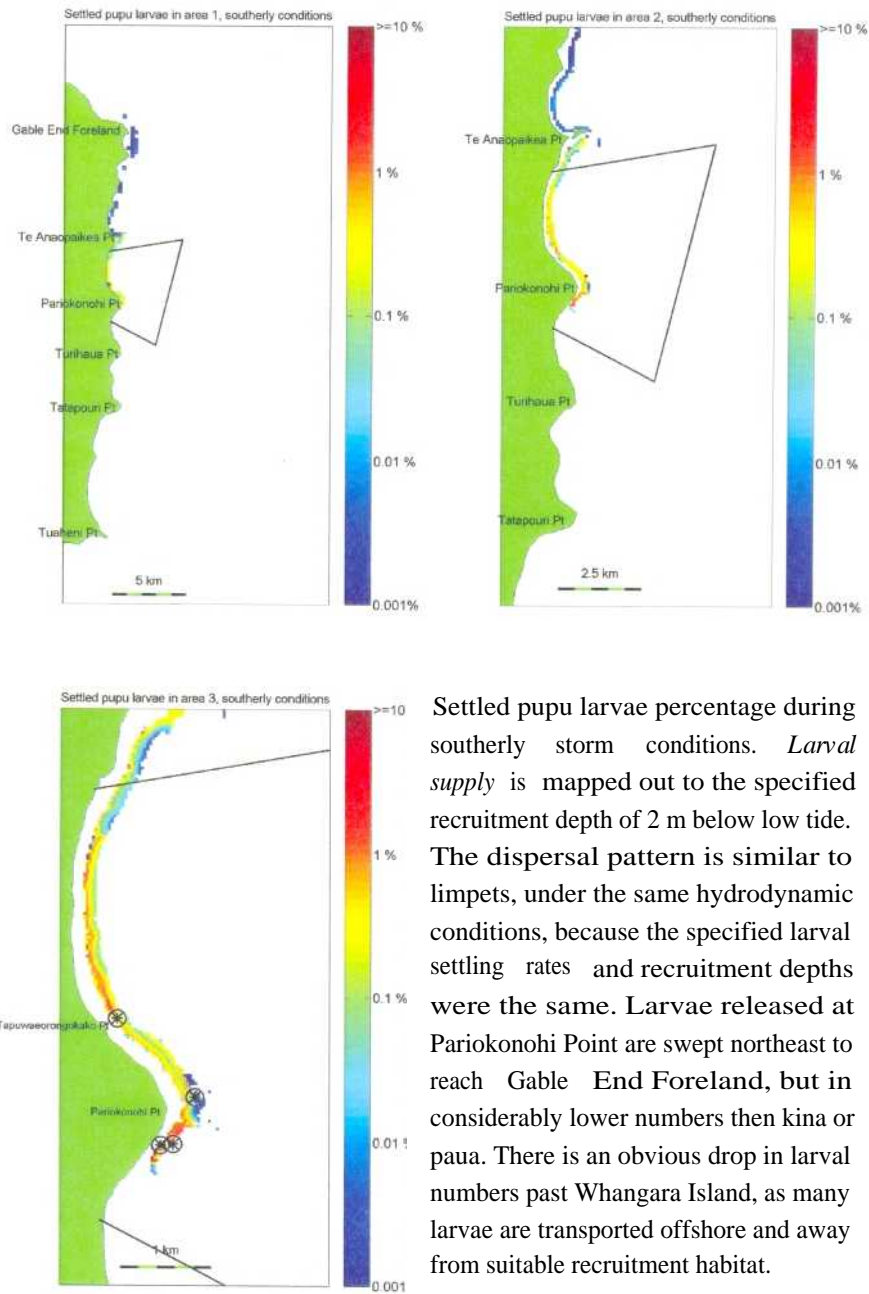 Settled pupu larvae in area 1, southerly conditions
>=10 %
Gable End Foreland
1 %
Te Anaopaikea Pt
Pariokonohi Pt
0.1 %
Turihaua Pt
Tatapouri Pt
0.01 %
Tuaheni Pt
5 km
0.001%
Settled pupu larvae in area 2, southerly conditions
>=10 %
Te Anaopaikea Pt
1 %
Pariokonohi Pt
0.1 %
Turihaua Pt
0.01 %
Tatapouri Pt
2.5 km
0.001%
Settled pupu larvae in area 3, southerly conditions
>=10
1 %
0.1 %
Tapuwaeorongokako Pt
Pariokonohi Pt
0.01 %
1 km
0.001
Settled pupu larvae percentage during
southerly storm conditions. Larval
supply is mapped out to the specified
recruitment depth of 2 m below low tide.
The dispersal pattern is similar to
limpets, under the same hydrodynamic
conditions, because the specified larval
settling rates and recruitment depths
were the same. Larvae released at
Pariokonohi Point are swept northeast to
reach Gable End Foreland, but in
considerably lower numbers then kina or
paua. There is an obvious drop in larval
numbers past Whangara Island, as many
larvae are transported offshore and away
from suitable recruitment habitat.